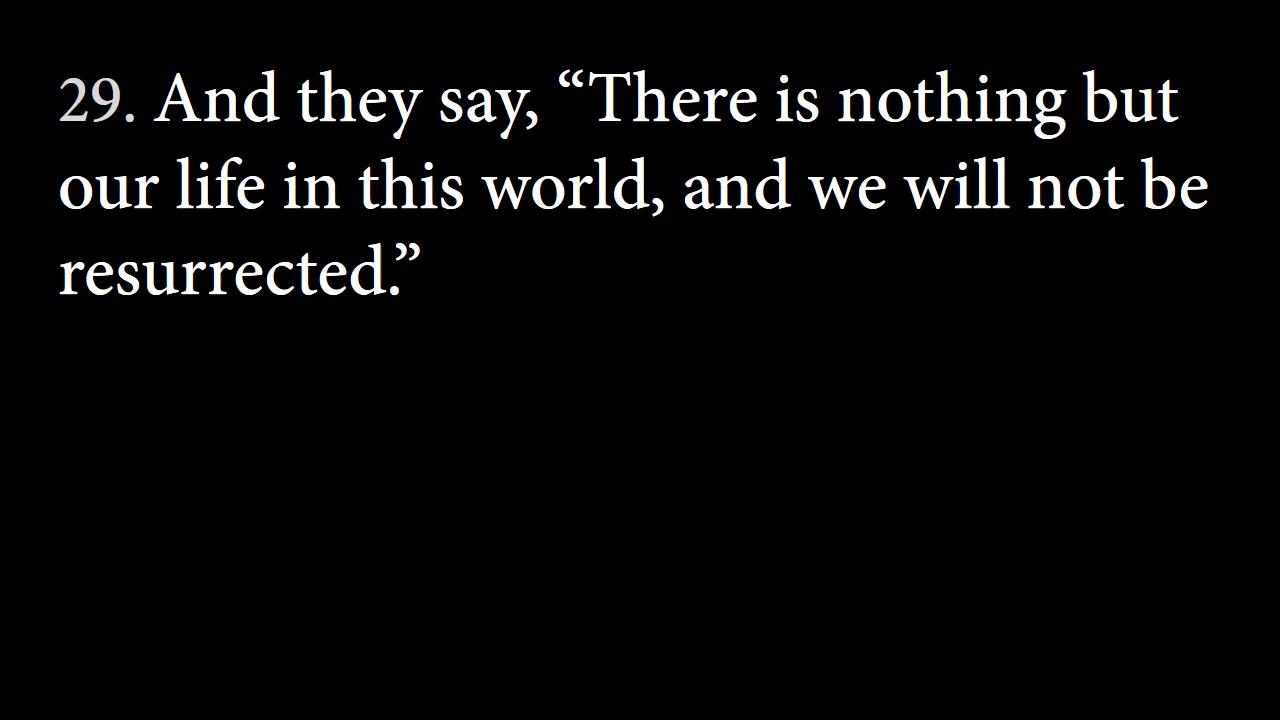 29. And they say, “There is nothing but
our life in this world, and we will not be
resurrected.”